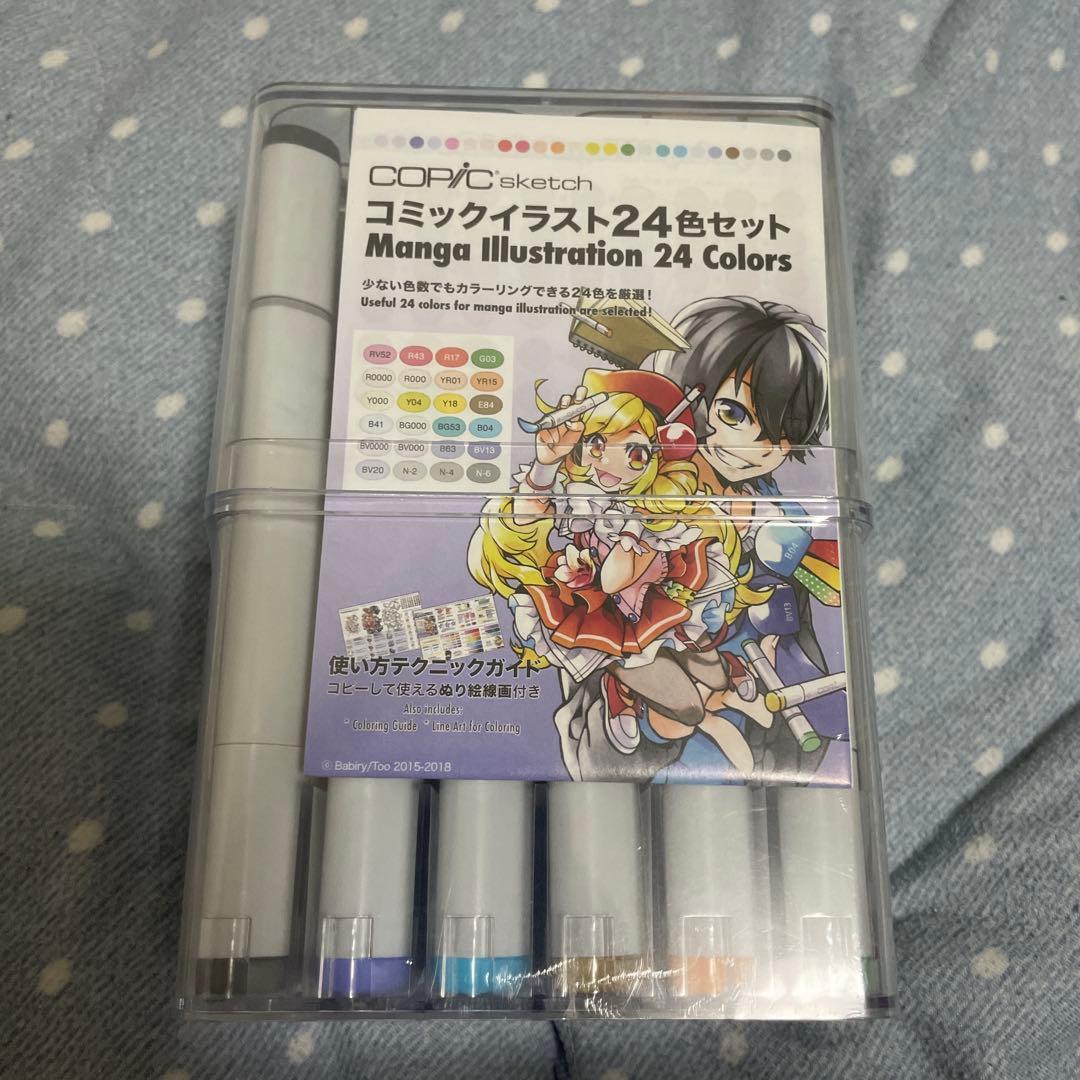 COPiC® sketch
コミックイラスト24色セット
Manga Illustration 24 Colors
少ない色数でもカラーリングできる24色を厳選!
Useful 24 colors for manga illustration are selected!
RV52 R43 R17 G03
R0000 R000 YR01 YR15
Y000 Y04 Y18 E84
B41 BG000 BG53 B04
BV0000 BV000 B63 BV13
BV20 N-2 N-4 N-6
B04
BV13
使い方テクニックガイド
コピーして使えるぬり絵線画付き
Also includes:
* Coloring Guide * Line Art for Coloring
© Babiry/Too 2015-2018